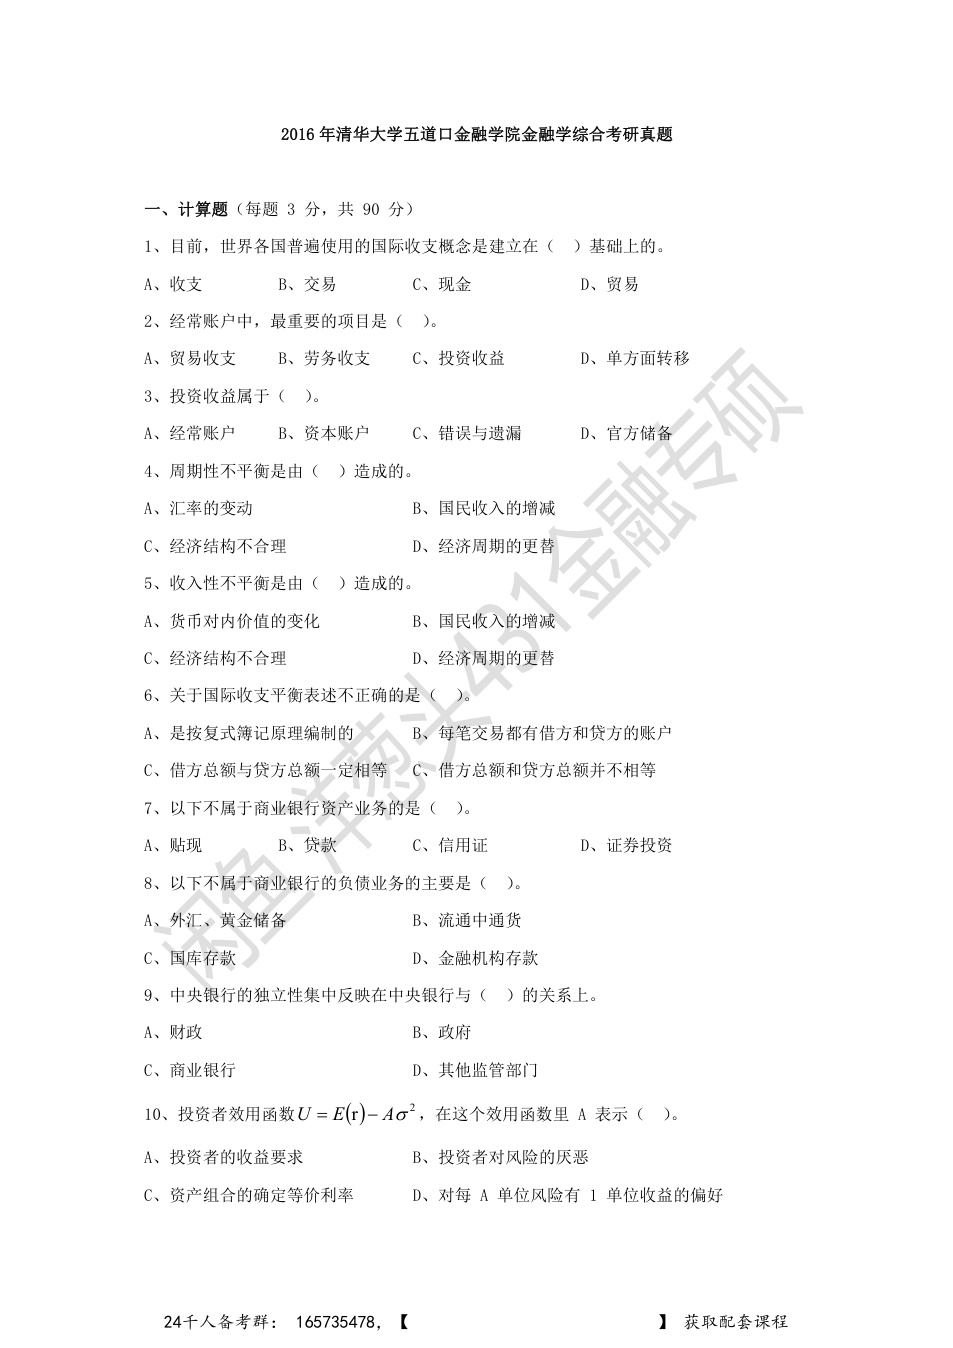 2016 年清华大学五道口金融学院金融学综合考研真题
一、计算题（每题 3 分，共 90 分）
1、目前，世界各国普遍使用的国际收支概念是建立在（ ）基础上的。
A、收支 B、交易 C、现金 D、贸易
2、经常账户中，最重要的项目是（ ）。
A、贸易收支 B、劳务收支 C、投资收益 D、单方面转移
3、投资收益属于（ ）。
A、经常账户 B、资本账户 C、错误与遗漏 D、官方储备
4、周期性不平衡是由（ ）造成的。
A、汇率的变动 B、国民收入的增减
C、经济结构不合理 D、经济周期的更替
5、收入性不平衡是由（ ）造成的。
A、货币对内价值的变化 B、国民收入的增减
C、经济结构不合理 D、经济周期的更替
6、关于国际收支平衡表述不正确的是（ ）。
A、是按复式簿记原理编制的 B、每笔交易都有借方和贷方的账户
C、借方总额与贷方总额一定相等 C、借方总额和贷方总额并不相等
7、以下不属于商业银行资产业务的是（ ）。
A、贴现 B、贷款 C、信用证 D、证券投资
8、以下不属于商业银行的负债业务的主要是（ ）。
A、外汇、黄金储备 B、流通中通货
C、国库存款 D、金融机构存款
9、中央银行的独立性集中反映在中央银行与（ ）的关系上。
A、财政 B、政府
C、商业银行 D、其他监管部门
10、投资者效用函数U = E(r) − Aσ²，在这个效用函数里 A 表示（ ）。
A、投资者的收益要求 B、投资者对风险的厌恶
C、资产组合的确定等价利率 D、对每 A 单位风险有 1 单位收益的偏好
闲鱼 洋葱头431金融专硕
24千人备考群： 165735478，【 】 获取配套课程